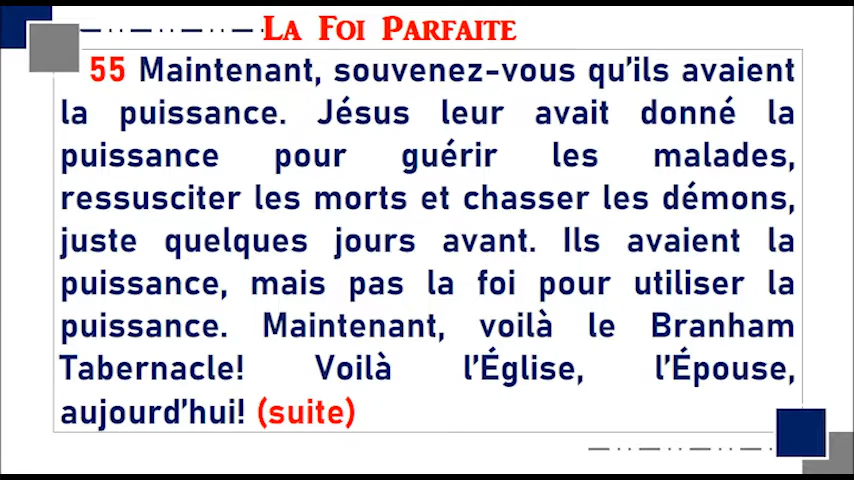 La Foi Parfaite
55 Maintenant, souvenez-vous qu'ils avaient
la puissance. Jésus leur avait donné la
puissance pour guérir les malades,
ressusciter les morts et chasser les démons,
juste quelques jours avant. Ils avaient la
puissance, mais pas la foi pour utiliser la
puissance. Maintenant, voilà le Branham
Tabernacle! Voilà l'Église, l'Épouse,
aujourd'hui! (suite)